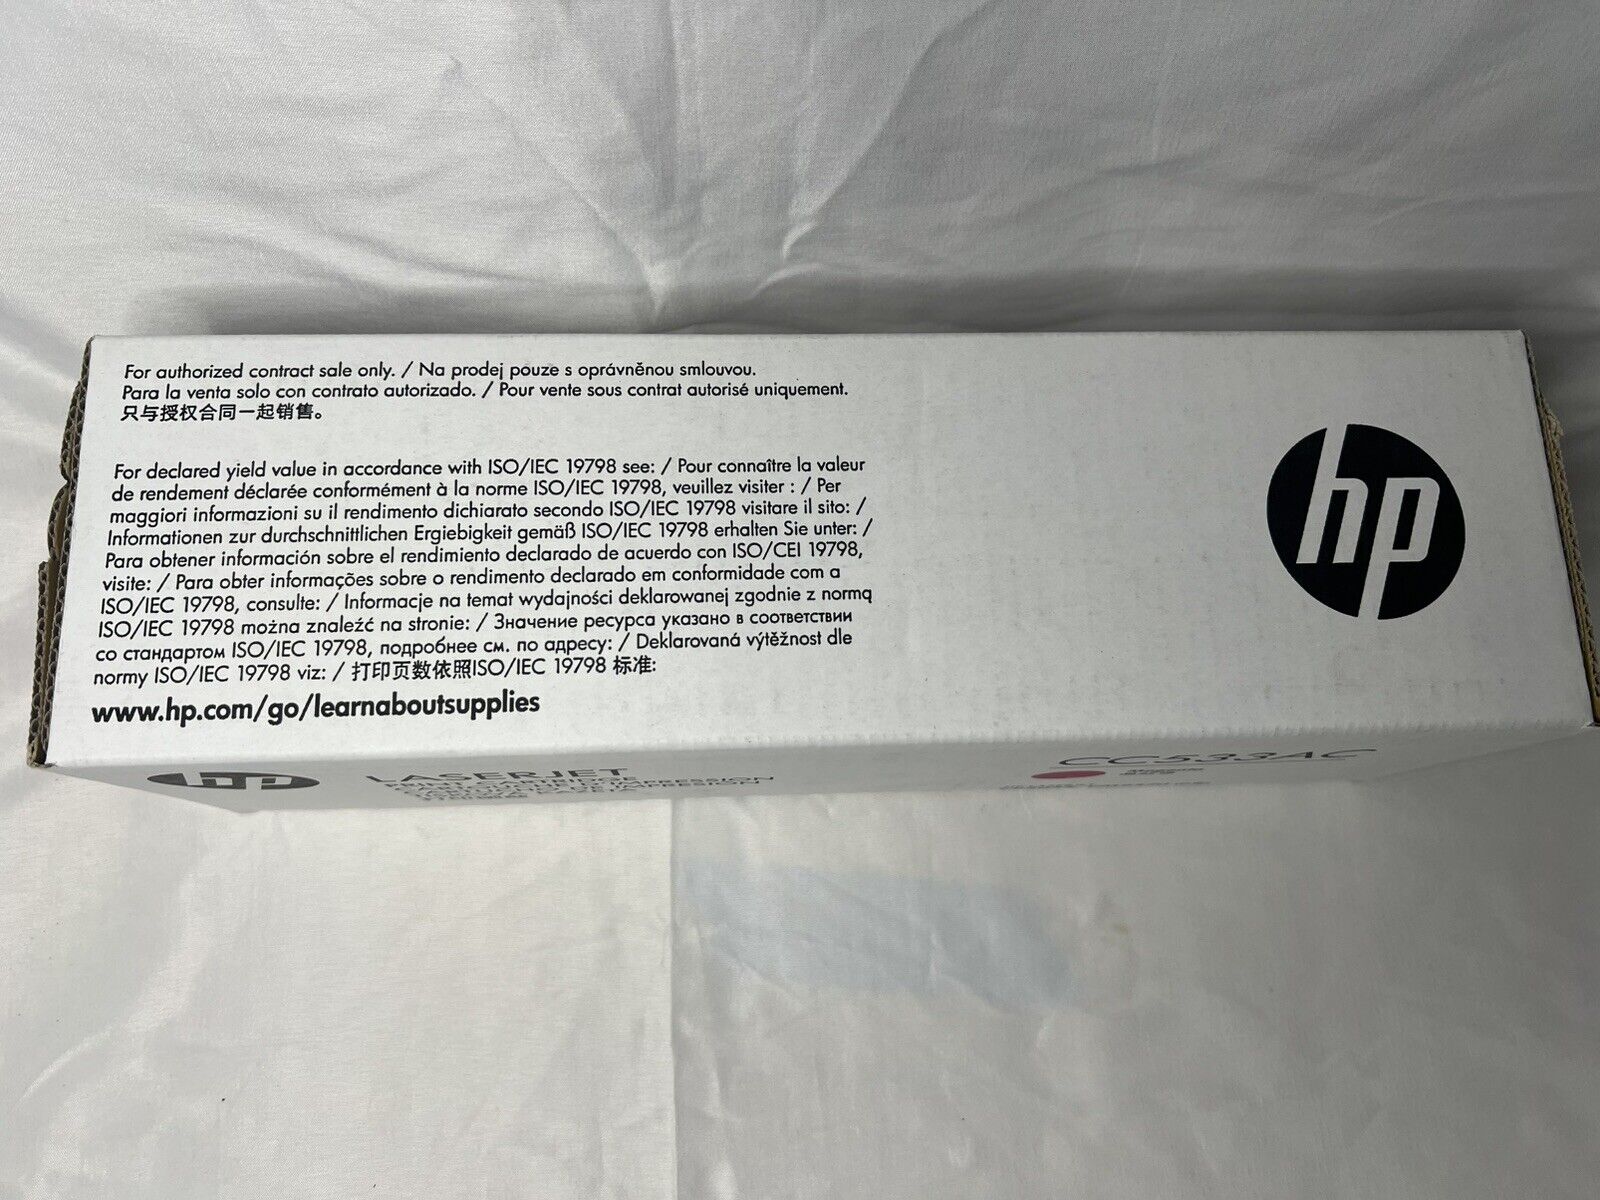 For authorized contract sale only. / Na prodej pouze s oprávněnou smlouvou.
Para la venta solo con contrato autorizado. / Pour vente sous contrat autorisé uniquement.
只与授权合同一起销售。
For declared yield value in accordance with ISO/IEC 19798 see: / Pour connaître la valeur
de rendement déclarée conformément à la norme ISO/IEC 19798, veuillez visiter : / Per
maggiori informazioni su il rendimento dichiarato secondo ISO/IEC 19798 visitare il sito: /
Informationen zur durchschnittlichen Ergiebigkeit gemäß ISO/IEC 19798 erhalten Sie unter: /
Para obtener información sobre el rendimiento declarado de acuerdo con ISO/CEI 19798,
visite: / Para obter informações sobre o rendimento declarado em conformidade com a
ISO/IEC 19798, consulte: / Informacje na temat wydajności deklarowanej zgodnie z normą
ISO/IEC 19798 można znaleźć na stronie: / Значение ресурса указано в соответствии
со стандартом ISO/IEC 19798, подробнее см. по адресу: / Deklarovaná výtěžnost dle
normy ISO/IEC 19798 viz: / 打印页数依照ISO/IEC 19798 标准:
www.hp.com/go/learnaboutsupplies
hp
hp
LASERJET
PRINT CARTRIDGE
CC533AC